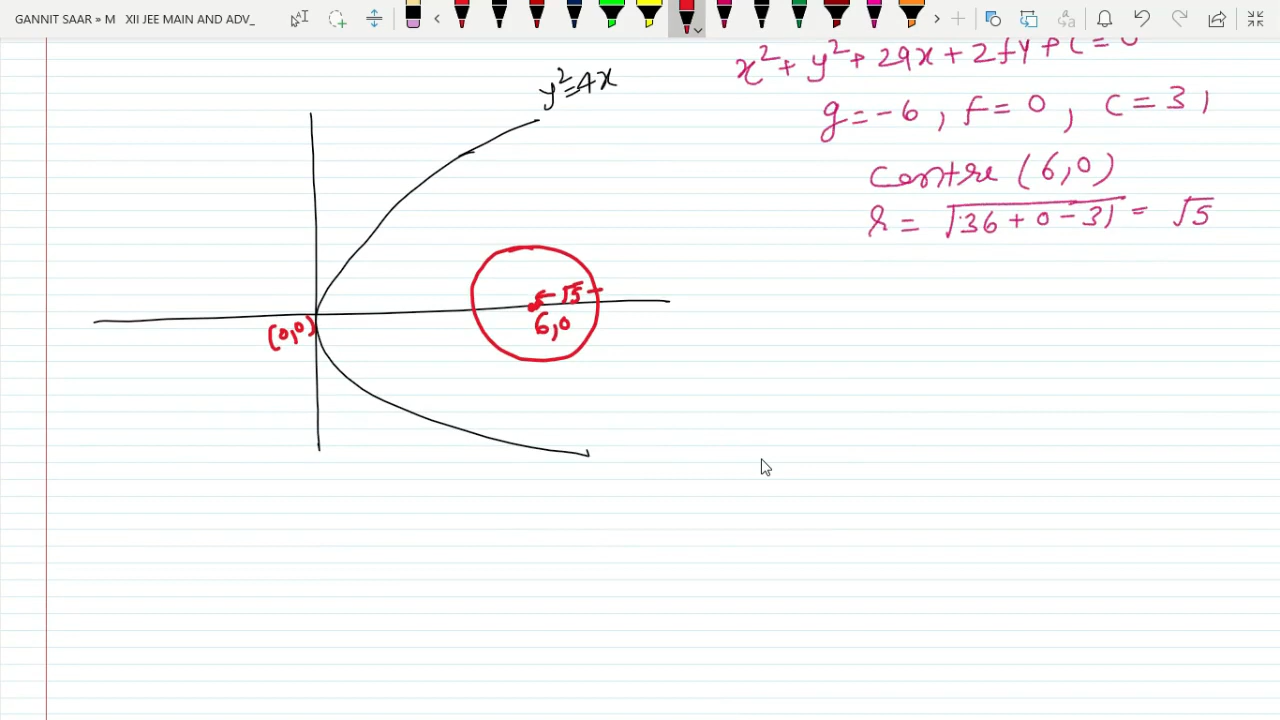 GANNIT SAAR » M XII JEE MAIN AND ADV_
x²+ y²+ 2gx + 2fy + c = 0
y²=4x
g= -6 , f= 0 , c = 31
centre (6,0)
r = √36 + 0 - 31 = √5
←√5→
6,0
(0,0)